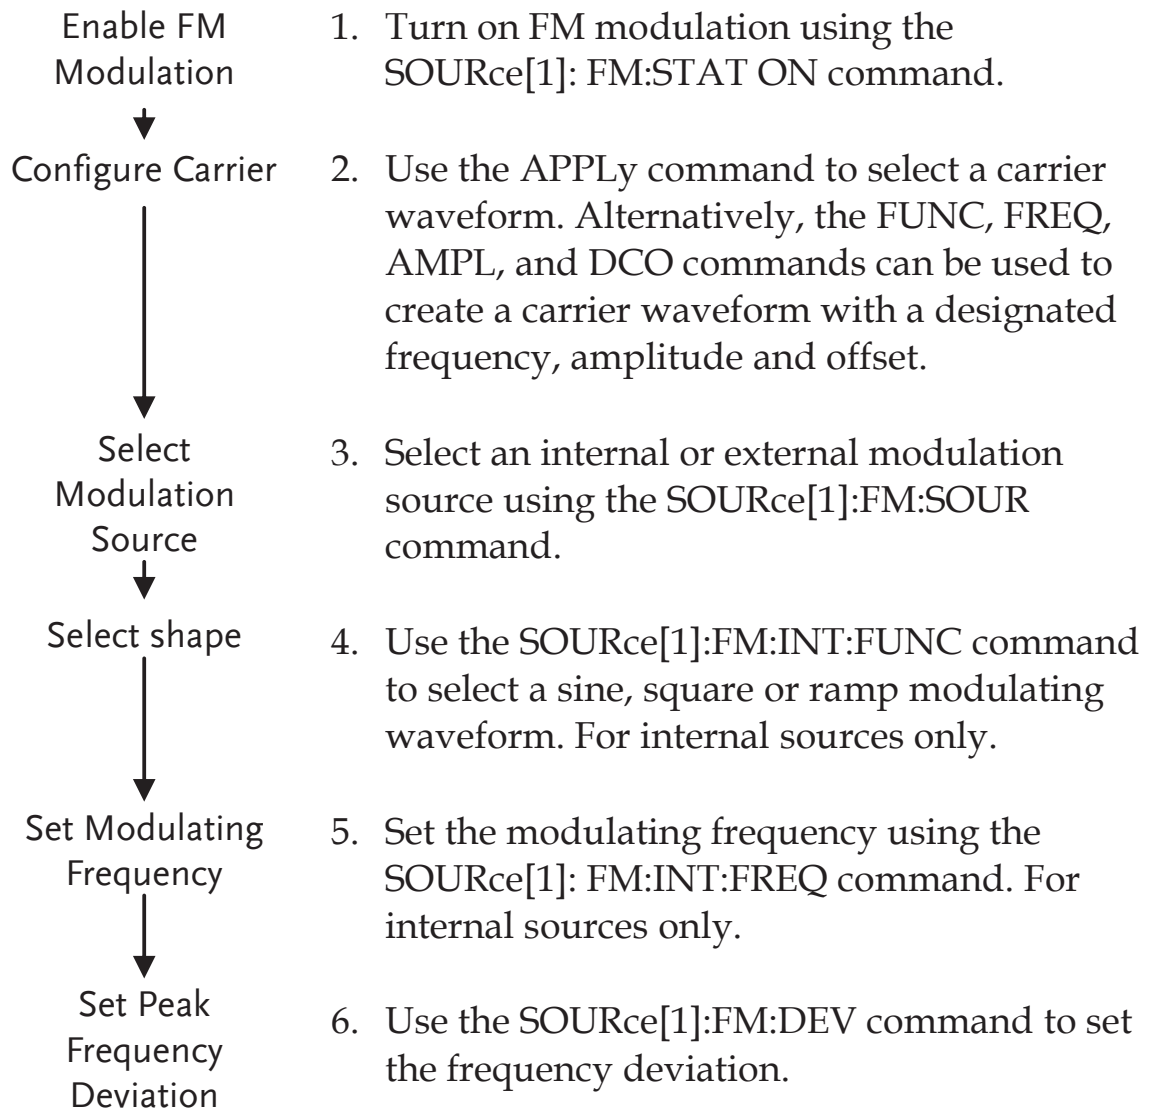 Enable FM
Modulation
1. Turn on FM modulation using the
SOURce[1]: FM:STAT ON command.
Configure Carrier
2. Use the APPLy command to select a carrier
waveform. Alternatively, the FUNC, FREQ,
AMPL, and DCO commands can be used to
create a carrier waveform with a designated
frequency, amplitude and offset.
Select
Modulation
Source
3. Select an internal or external modulation
source using the SOURce[1]:FM:SOUR
command.
Select shape
4. Use the SOURce[1]:FM:INT:FUNC command
to select a sine, square or ramp modulating
waveform. For internal sources only.
Set Modulating
Frequency
5. Set the modulating frequency using the
SOURce[1]: FM:INT:FREQ command. For
internal sources only.
Set Peak
Frequency
Deviation
6. Use the SOURce[1]:FM:DEV command to set
the frequency deviation.